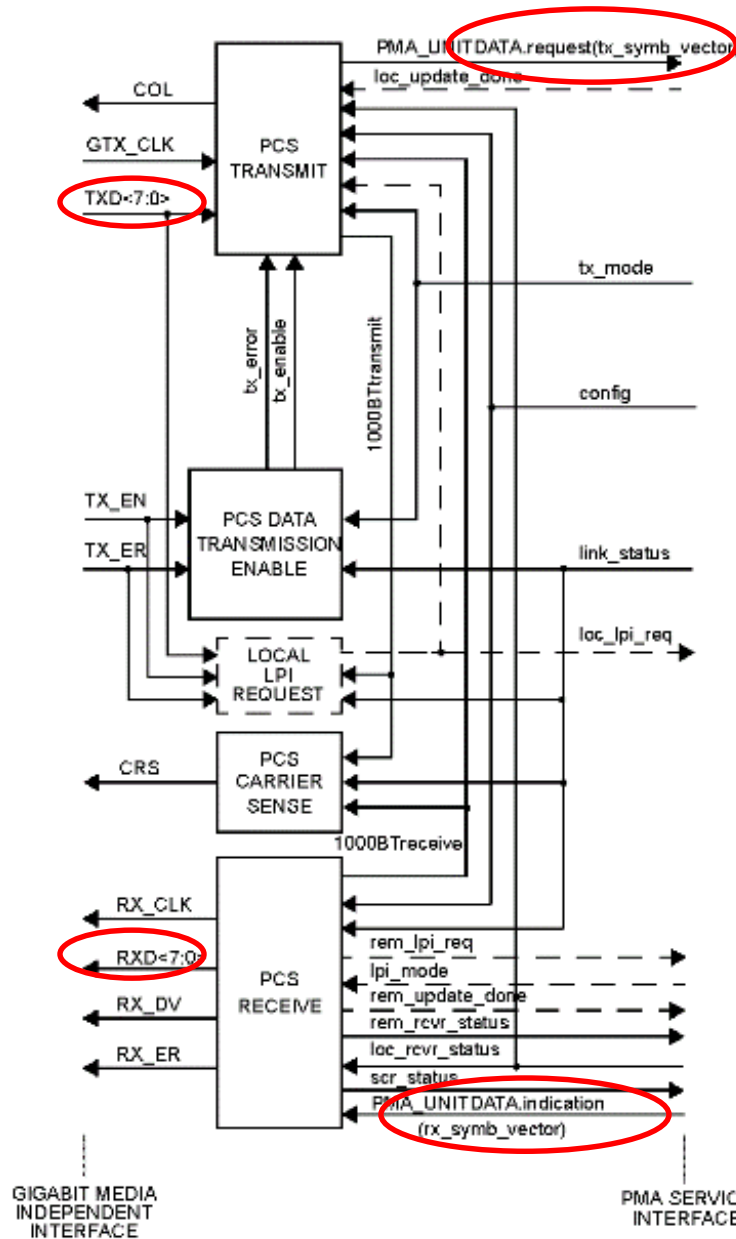 PMA_UNITDATA.request(tx_symb_vector
loc_update_done
COL
PCS
TRANSMIT
GTX_CLK
TXD<7:0>
tx_mode
tx_error
tx_enable
1000BTtransmit
config
TX_EN
PCS DATA
TRANSMISSION
ENABLE
TX_ER
link_status
loc_lpi_req
LOCAL
LPI
REQUEST
PCS
CARRIER
SENSE
CRS
1000BTreceive
RX_CLK
rem_lpi_req
RXD<7:0>
lpi_mode
PCS
RECEIVE
rem_update_done
RX_DV
rem_rcvr_status
loc_rcvr_status
RX_ER
scr_status
PMA_UNITDATA.indication
(rx_symb_vector)
GIGABIT MEDIA
INDEPENDENT
INTERFACE
PMA SERVIC
INTERFACE